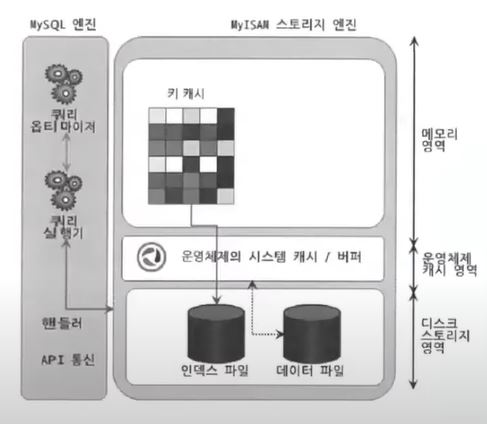 MySQL 엔진
MyISAM 스토리지 엔진
쿼리
옵티마이저
쿼리
실행기
핸들러
API 통신
키 캐시
운영체제의 시스템 캐시 / 버퍼
인덱스 파일
데이터 파일
메모리
영역
운영체제
캐시 영역
디스크
스토리지
영역